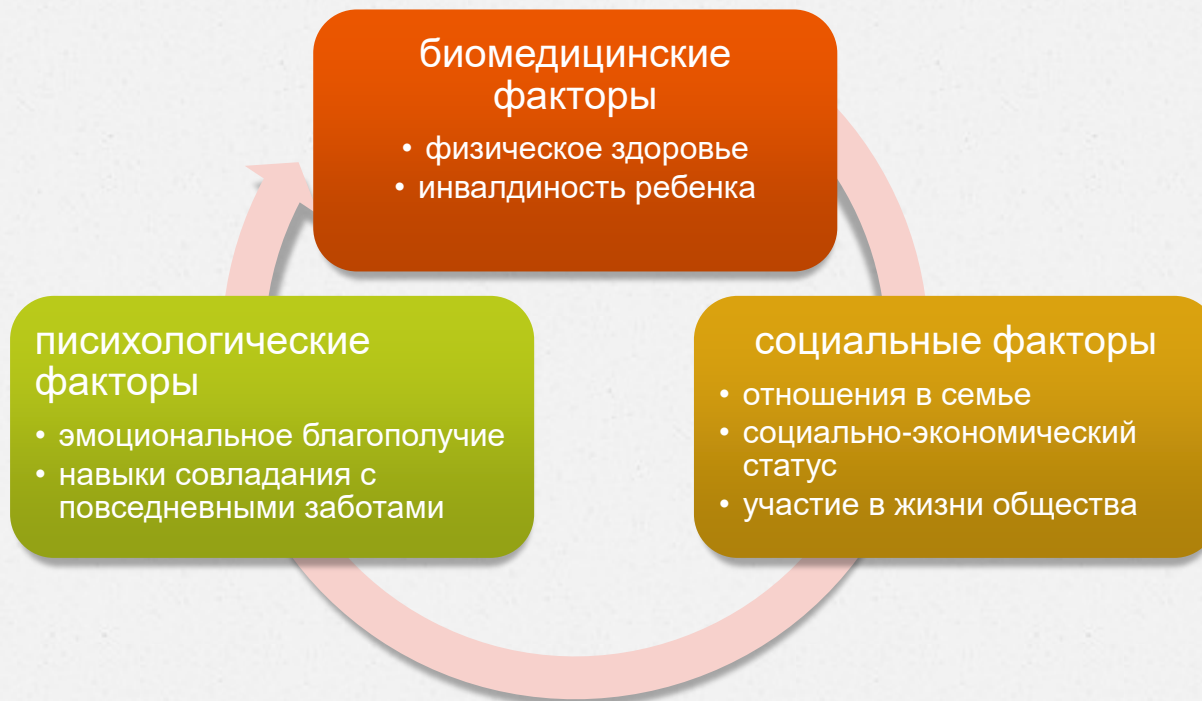 биомедицинские
факторы
• физическое здоровье
• инвалдиность ребенка
писихологические
факторы
• эмоциональное благополучие
• навыки совладания с
повседневными заботами
социальные факторы
• отношения в семье
• социально-экономический
статус
• участие в жизни общества